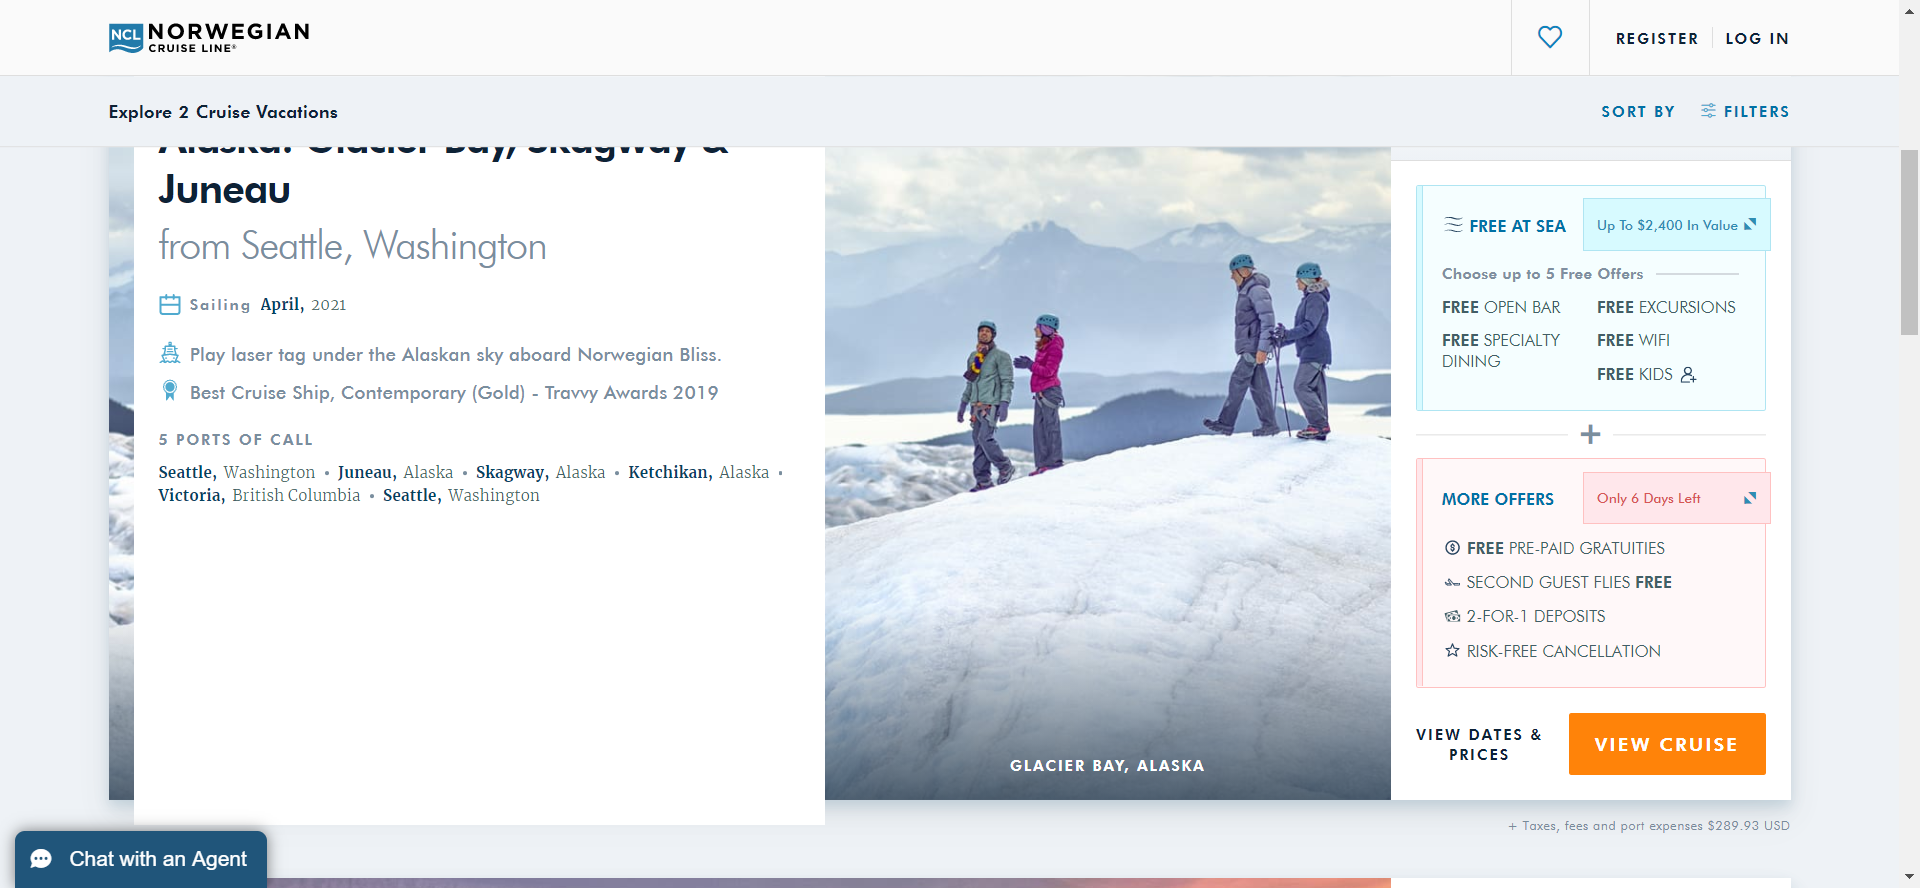 NCL NORWEGIAN
CRUISE LINE®
REGISTER
LOG IN
Explore 2 Cruise Vacations
SORT BY
FILTERS
Alaska: Glacier Bay, Skagway &
Juneau
from Seattle, Washington
Sailing April, 2021
Play laser tag under the Alaskan sky aboard Norwegian Bliss.
Best Cruise Ship, Contemporary (Gold) - Travvy Awards 2019
5 PORTS OF CALL
Seattle, Washington • Juneau, Alaska • Skagway, Alaska • Ketchikan, Alaska •
Victoria, British Columbia • Seattle, Washington
GLACIER BAY, ALASKA
FREE AT SEA
Up To $2,400 In Value
Choose up to 5 Free Offers
FREE OPEN BAR
FREE EXCURSIONS
FREE SPECIALTY
DINING
FREE WIFI
FREE KIDS
+
MORE OFFERS
Only 6 Days Left
FREE PRE-PAID GRATUITIES
SECOND GUEST FLIES FREE
2-FOR-1 DEPOSITS
RISK-FREE CANCELLATION
VIEW DATES &
PRICES
VIEW CRUISE
+ Taxes, fees and port expenses $289.93 USD
Chat with an Agent